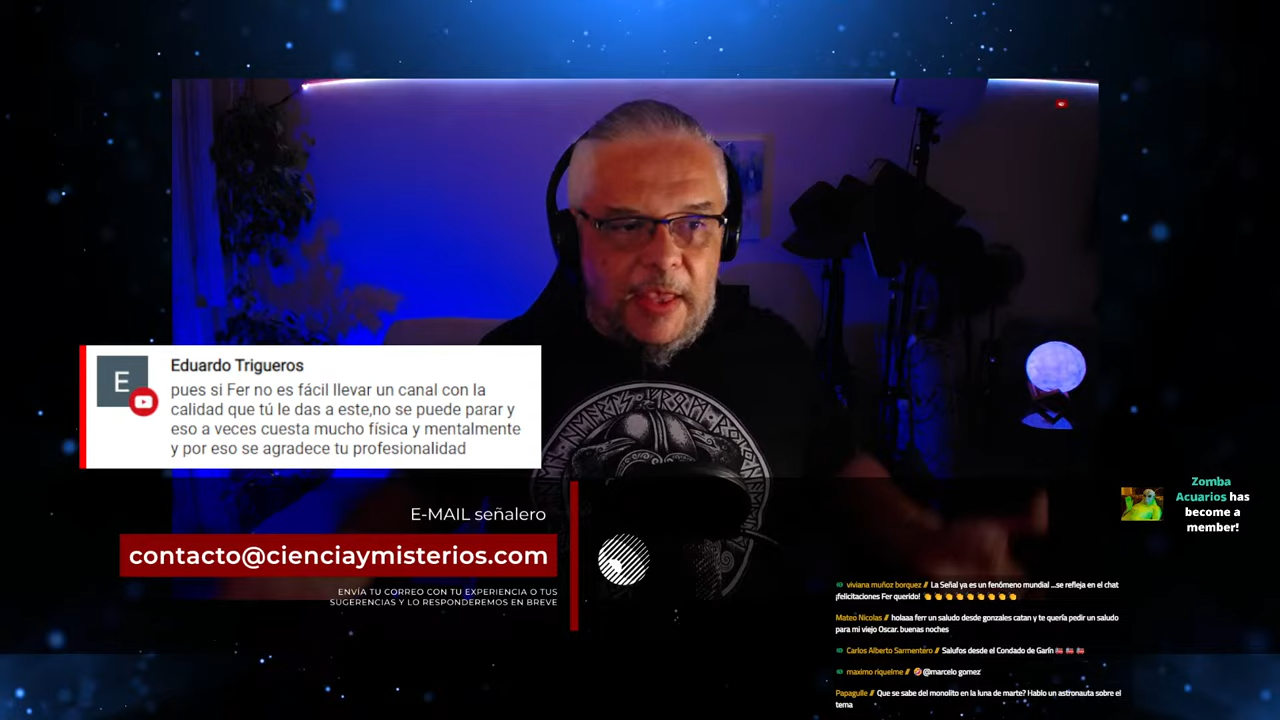 E
Eduardo Trigueros
pues si Fer no es fácil llevar un canal con la
calidad que tú le das a este,no se puede parar y
eso a veces cuesta mucho física y mentalmente
y por eso se agradece tu profesionalidad
E-MAIL señalero
contacto@cienciaymisterios.com
ENVÍA TU CORREO CON TU EXPERIENCIA O TUS
SUGERENCIAS Y LO RESPONDEREMOS EN BREVE
Zomba
Acuarios has
become a
member!
viviana muñoz borquez // La Señal ya es un fenómeno mundial ...se refleja en el chat
¡felicitaciones Fer querido! 👏👏👏👏👏👏👏👏
Mateo Nicolas // holaaa ferr un saludo desde gonzales catan y te quería pedir un saludo
para mi viejo Oscar. buenas noches
Carlos Alberto Sarmentero // Salufos desde el Condado de Garín
maximo riquelme // 🤣@marcelo gomez
Papagulle // Que se sabe del monolito en la luna de marte? Hablo un astronauta sobre el
tema